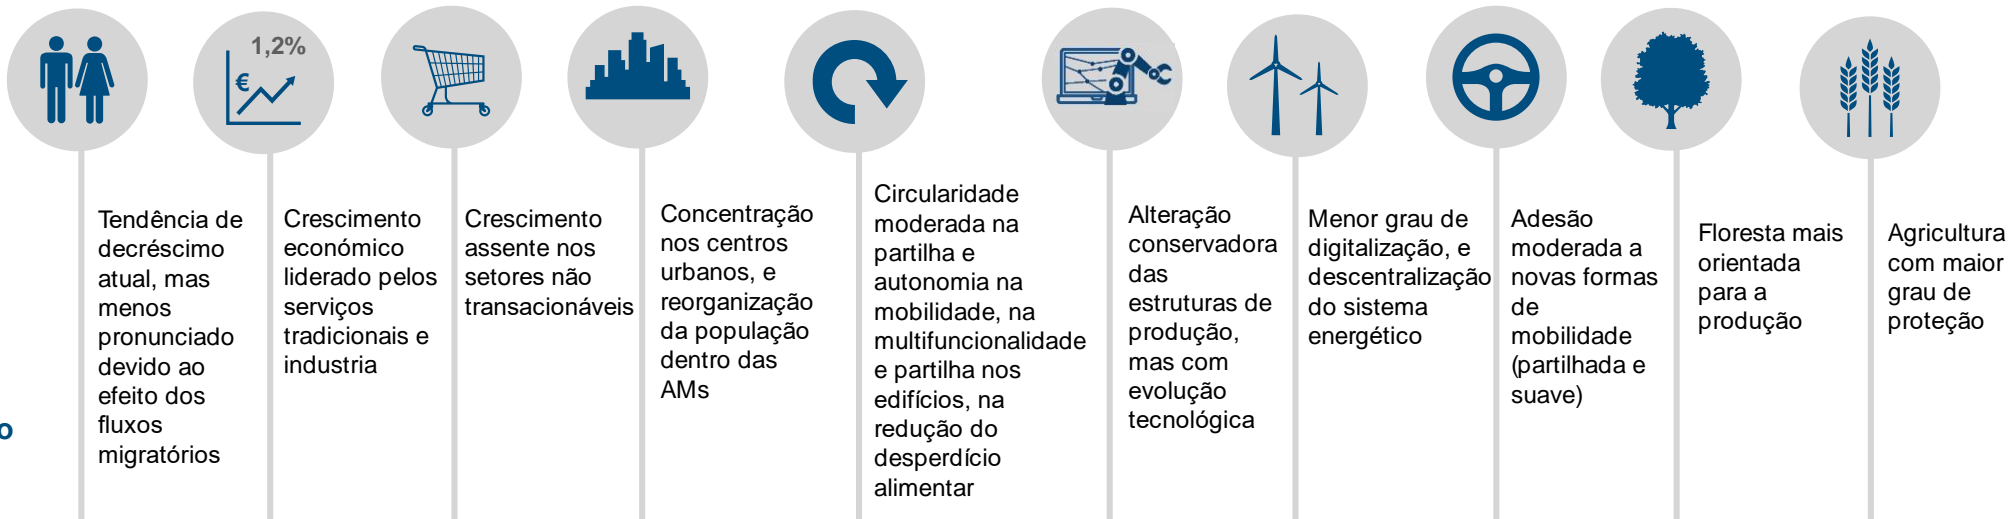 1,2%
€
Tendência de
decréscimo
atual, mas
menos
pronunciado
devido ao
efeito dos
fluxos
migratórios
Crescimento
económico
liderado pelos
serviços
tradicionais e
industria
Crescimento
assente nos
setores não
transacionáveis
Concentração
nos centros
urbanos, e
reorganização
da população
dentro das
AMs
Circularidade
moderada na
partilha e
autonomia na
mobilidade, na
multifuncionalidade
e partilha nos
edifícios, na
redução do
desperdício
alimentar
Alteração
conservadora
das
estruturas de
produção,
mas com
evolução
tecnológica
Menor grau de
digitalização, e
descentralização
do sistema
energético
Adesão
moderada a
novas formas
de
mobilidade
(partilhada e
suave)
Floresta mais
orientada
para a
produção
Agricultura
com maior
grau de
proteção